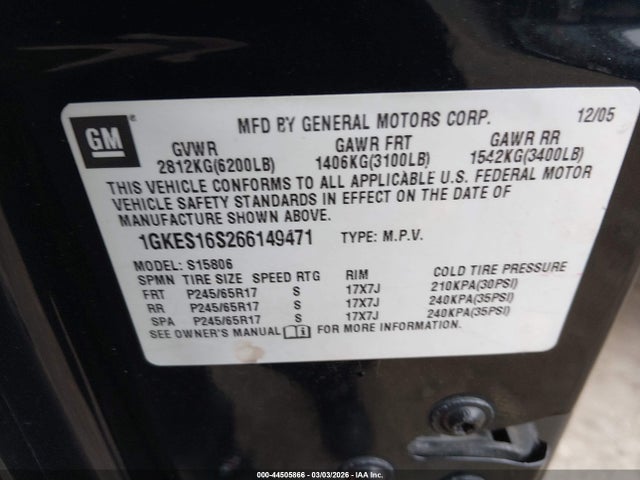 GM
MFD BY GENERAL MOTORS CORP. 12/05
GVWR GAWR FRT GAWR RR
2812KG(6200LB) 1406KG(3100LB) 1542KG(3400LB)
THIS VEHICLE CONFORMS TO ALL APPLICABLE U.S. FEDERAL MOTOR
VEHICLE SAFETY STANDARDS IN EFFECT ON THE DATE OF
MANUFACTURE SHOWN ABOVE.
1GKES16S266149471 TYPE: M.P.V.
MODEL: S15806
SPMN TIRE SIZE SPEED RTG RIM COLD TIRE PRESSURE
FRT P245/65R17 S 17X7J 210KPA(30PSI)
RR P245/65R17 S 17X7J 240KPA(35PSI)
SPA P245/65R17 S 17X7J 240KPA(35PSI)
SEE OWNER'S MANUAL FOR MORE INFORMATION.
000-44505866 - 03/03/2026 - IAA Inc.